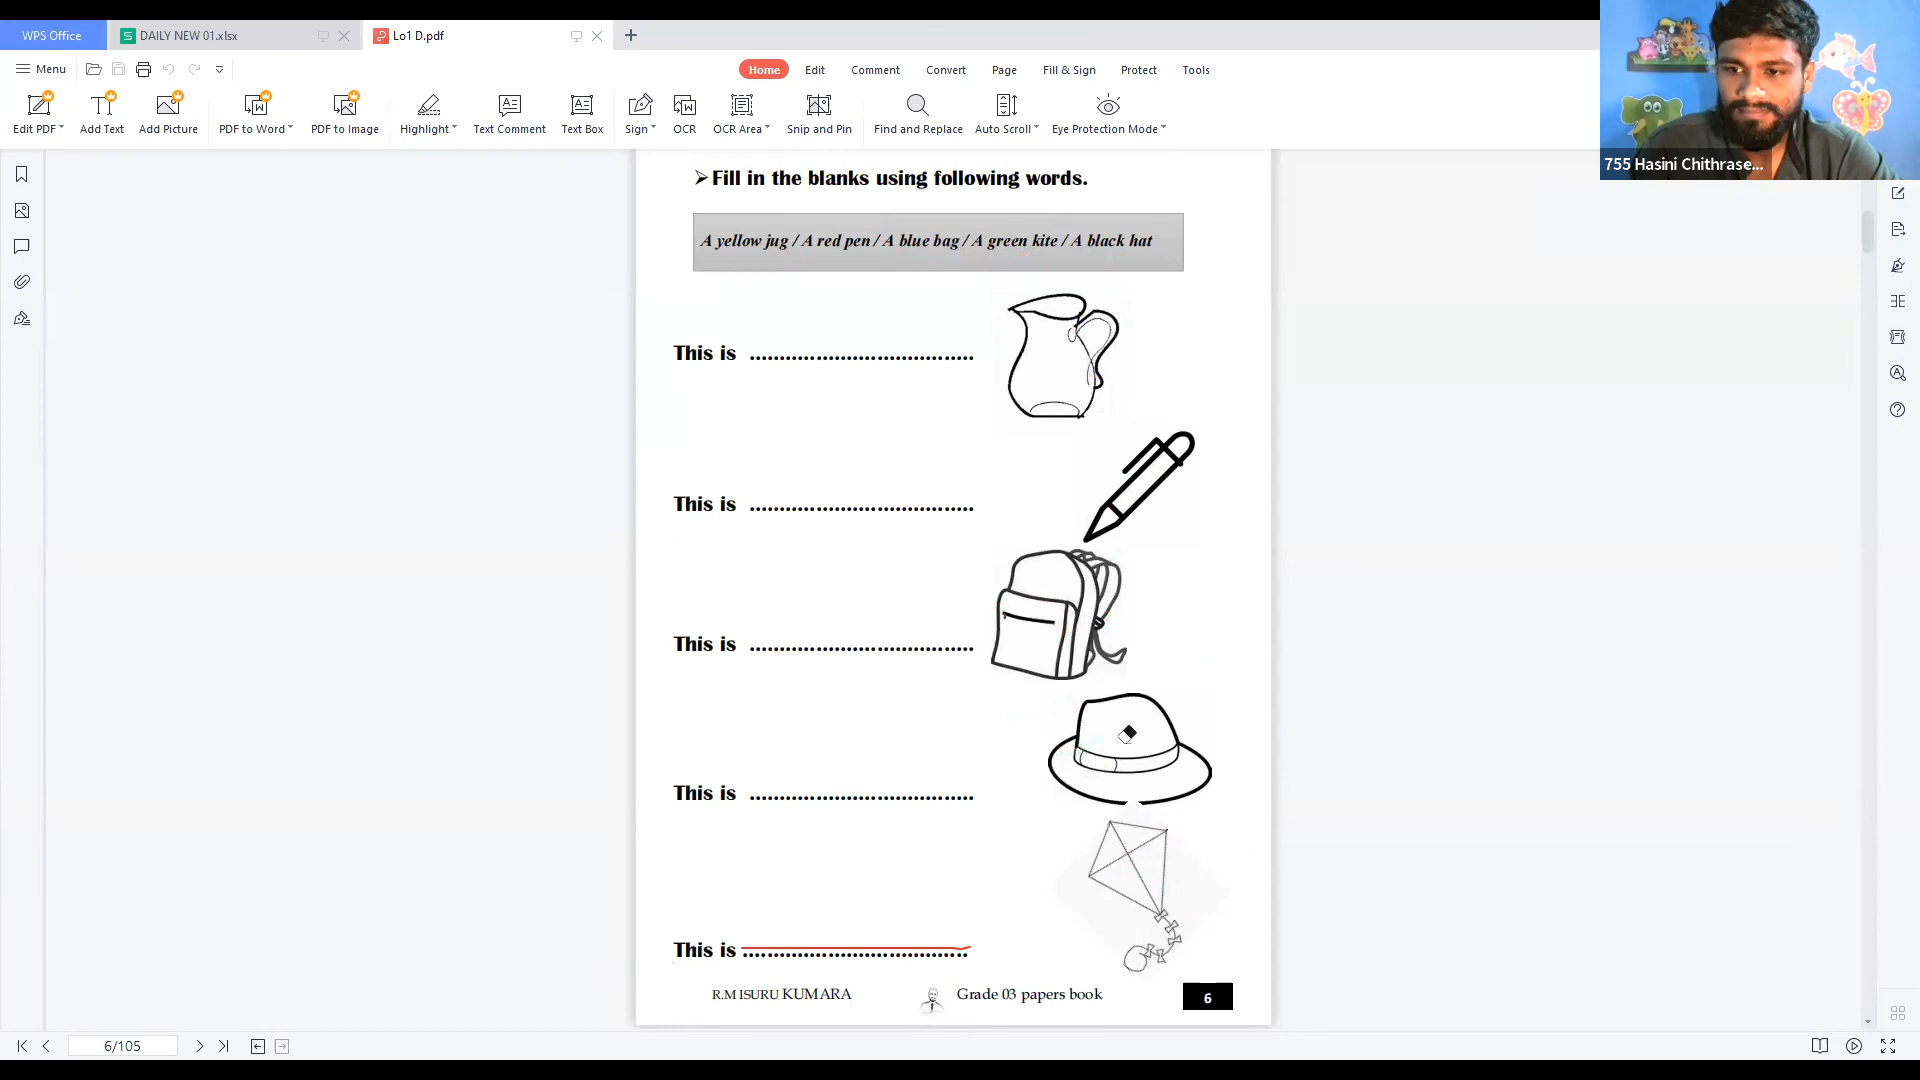 WPS Office
DAILY NEW 01.xlsx
Lo1 D.pdf
Menu
Home
Edit
Comment
Convert
Page
Fill & Sign
Protect
Tools
Edit PDF
Add Text
Add Picture
PDF to Word
PDF to Image
Highlight
Text Comment
Text Box
Sign
OCR
OCR Area
Snip and Pin
Find and Replace
Auto Scroll
Eye Protection Mode
755 Hasini Chithrase...
➢Fill in the blanks using following words.
A yellow jug / A red pen / A blue bag / A green kite / A black hat
This is .....................................
This is .....................................
This is .....................................
This is .....................................
This is .....................................
R.M ISURU KUMARA
Grade 03 papers book
6
6/105